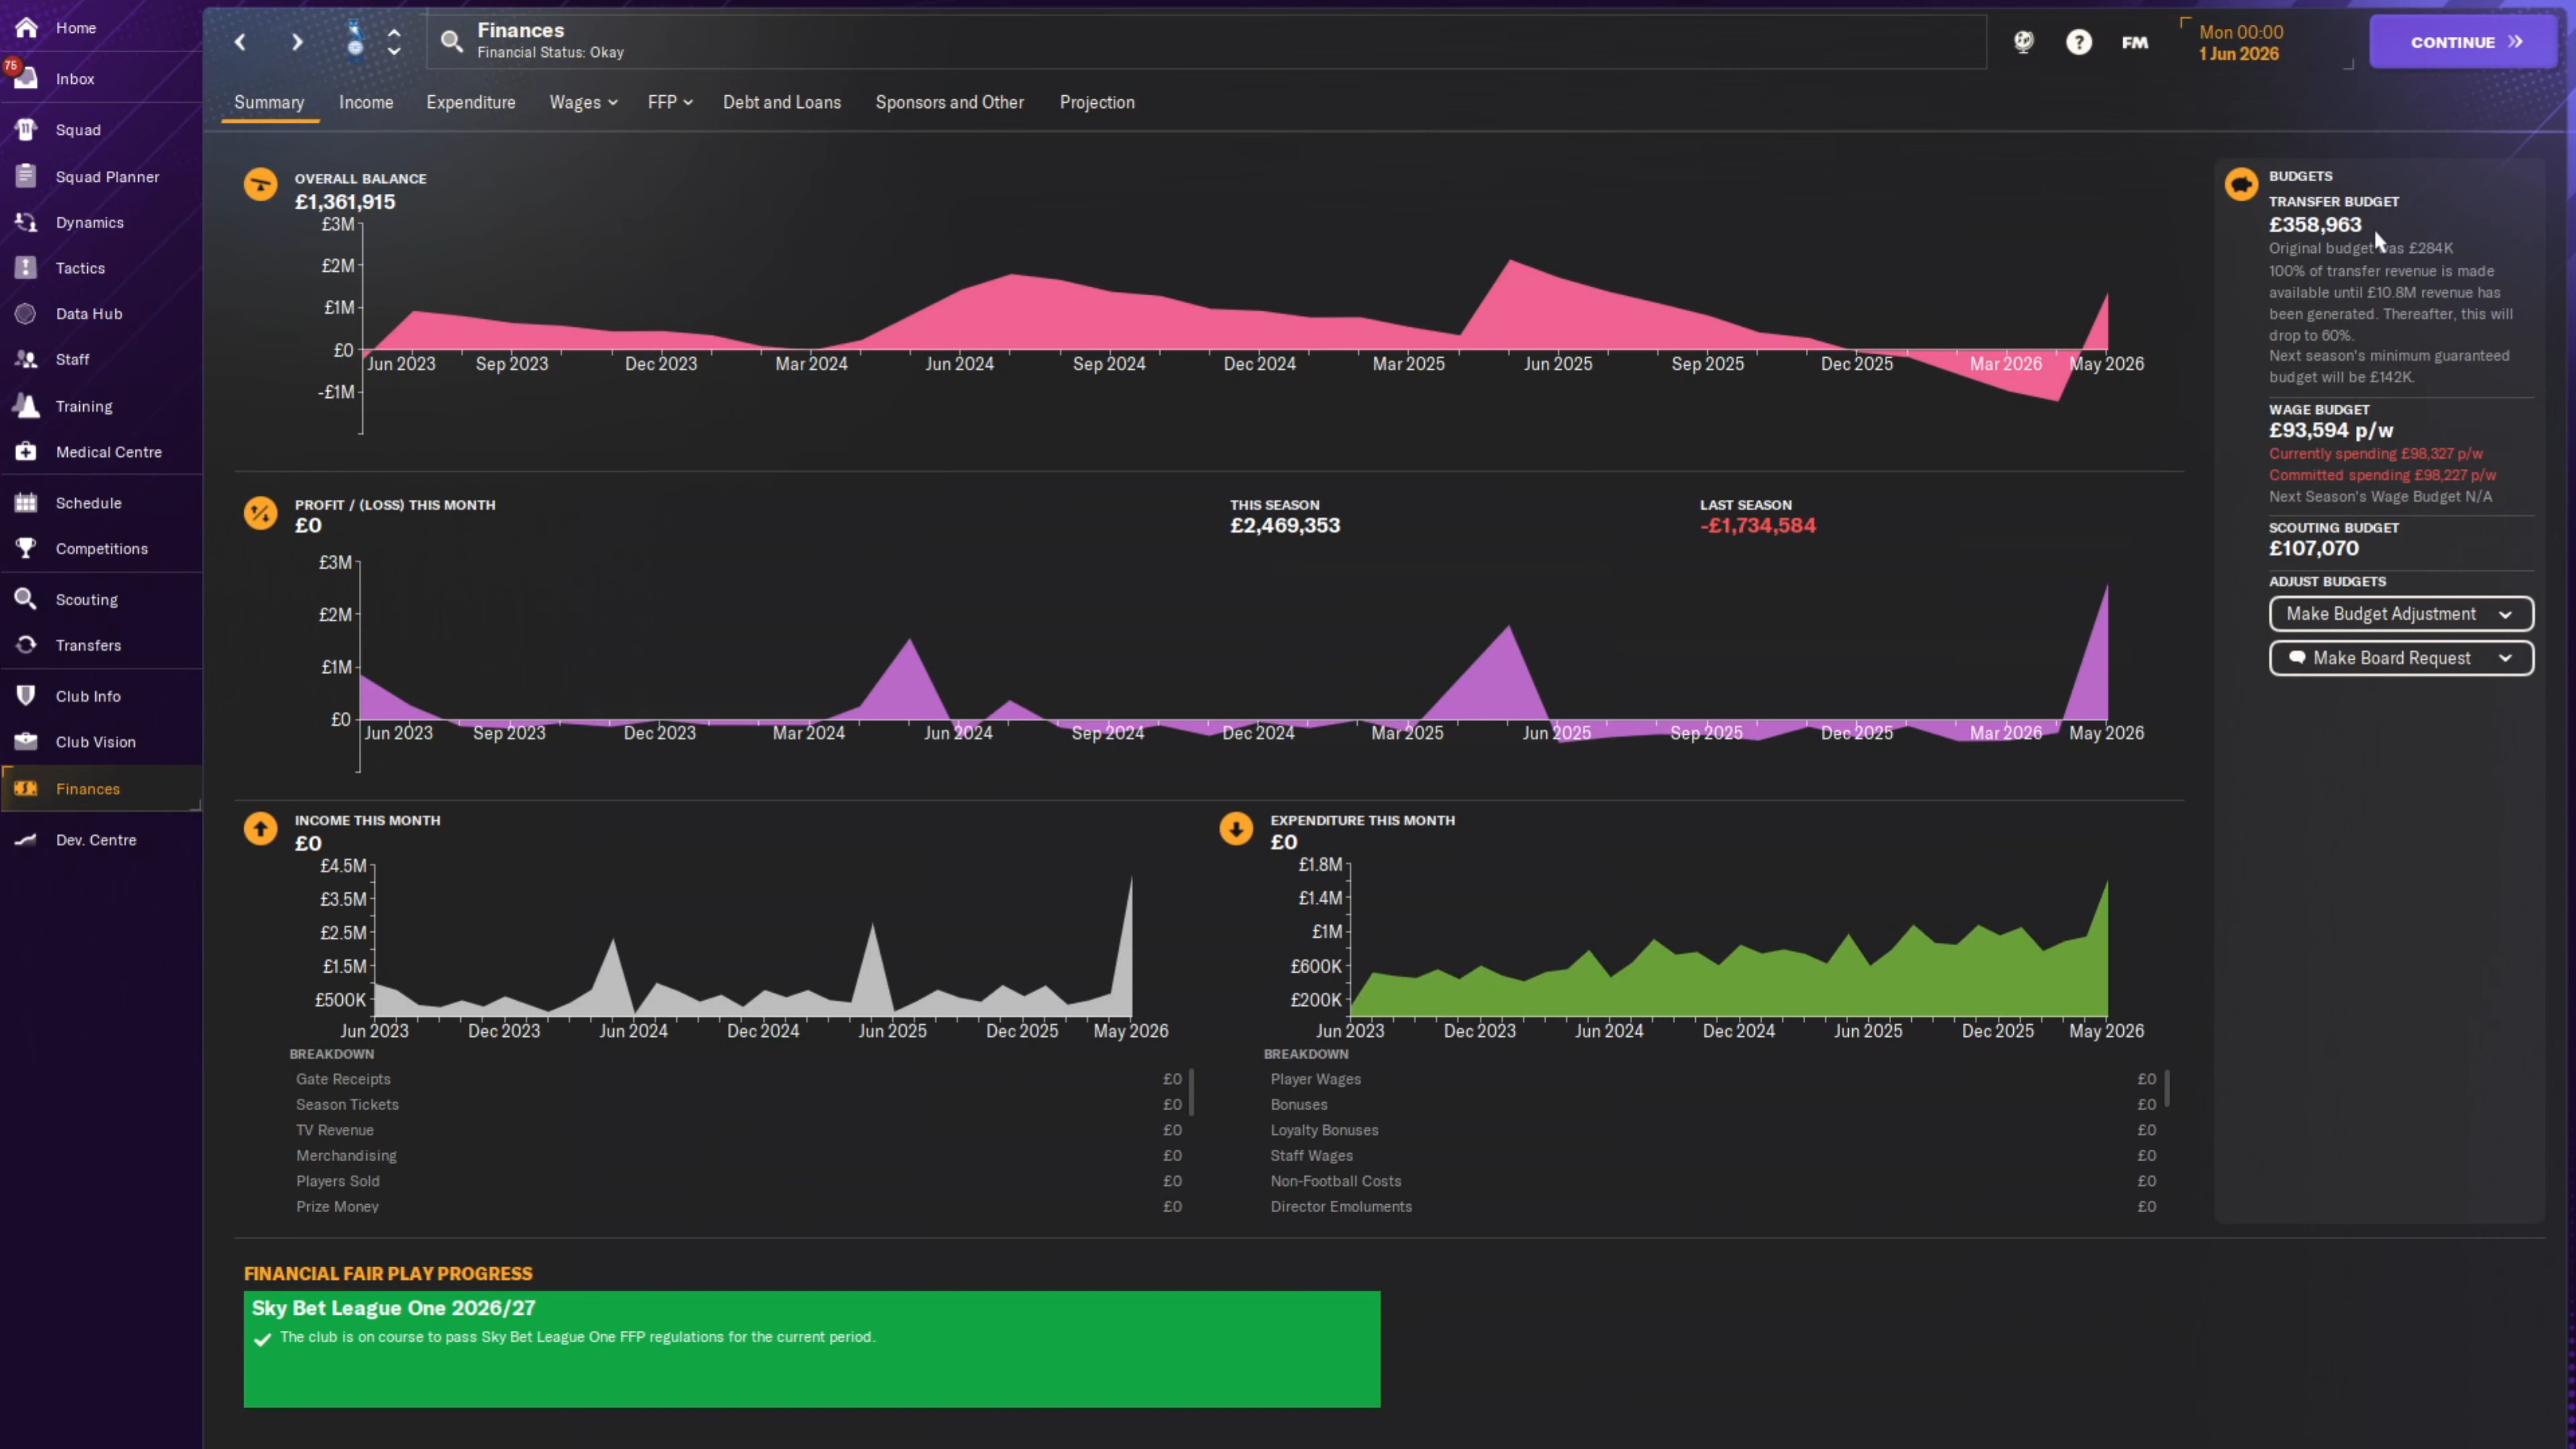 Home
75
Inbox
Squad
Squad Planner
Dynamics
Tactics
Data Hub
Staff
Training
Medical Centre
Schedule
Competitions
Scouting
Transfers
Club Info
Club Vision
Finances
Dev. Centre
Finances
Financial Status: Okay
?
FM
Mon 00:00
1 Jun 2026
CONTINUE
Summary
Income
Expenditure
Wages
FFP
Debt and Loans
Sponsors and Other
Projection
OVERALL BALANCE
£1,361,915
£3M
£2M
£1M
£0
-£1M
Jun 2023 Sep 2023 Dec 2023 Mar 2024 Jun 2024 Sep 2024 Dec 2024 Mar 2025 Jun 2025 Sep 2025 Dec 2025 Mar 2026 May 2026
PROFIT / (LOSS) THIS MONTH
£0
THIS SEASON
£2,469,353
LAST SEASON
-£1,734,584
£3M
£2M
£1M
£0
Jun 2023 Sep 2023 Dec 2023 Mar 2024 Jun 2024 Sep 2024 Dec 2024 Mar 2025 Jun 2025 Sep 2025 Dec 2025 Mar 2026 May 2026
INCOME THIS MONTH
£0
£4.5M
£3.5M
£2.5M
£1.5M
£500K
Jun 2023 Dec 2023 Jun 2024 Dec 2024 Jun 2025 Dec 2025 May 2026
BREAKDOWN
Gate Receipts £0
Season Tickets £0
TV Revenue £0
Merchandising £0
Players Sold £0
Prize Money £0
EXPENDITURE THIS MONTH
£0
£1.8M
£1.4M
£1M
£600K
£200K
Jun 2023 Dec 2023 Jun 2024 Dec 2024 Jun 2025 Dec 2025 May 2026
BREAKDOWN
Player Wages £0
Bonuses £0
Loyalty Bonuses £0
Staff Wages £0
Non-Football Costs £0
Director Emoluments £0
FINANCIAL FAIR PLAY PROGRESS
Sky Bet League One 2026/27
The club is on course to pass Sky Bet League One FFP regulations for the current period.
BUDGETS
TRANSFER BUDGET
£358,963
Original budget was £284K
100% of transfer revenue is made
available until £10.8M revenue has
been generated. Thereafter, this will
drop to 60%.
Next season's minimum guaranteed
budget will be £142K.
WAGE BUDGET
£93,594 p/w
Currently spending £98,327 p/w
Committed spending £98,227 p/w
Next Season's Wage Budget N/A
SCOUTING BUDGET
£107,070
ADJUST BUDGETS
Make Budget Adjustment
Make Board Request